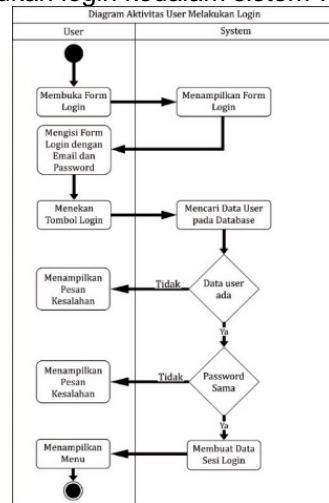 Diagram Aktivitas User Melakukan Login
User
System
Membuka Form
Login
Menampilkan Form
Login
Mengisi Form
Login dengan
Email dan
Password
Menekan
Tombol Login
Mencari Data User
pada Database
Menampilkan
Pesan
Kesalahan
Tidak
Data user
ada
Ya
Menampilkan
Pesan
Kesalahan
Tidak
Password
Sama
Ya
Menampilkan
Menu
Membuat Data
Sesi Login